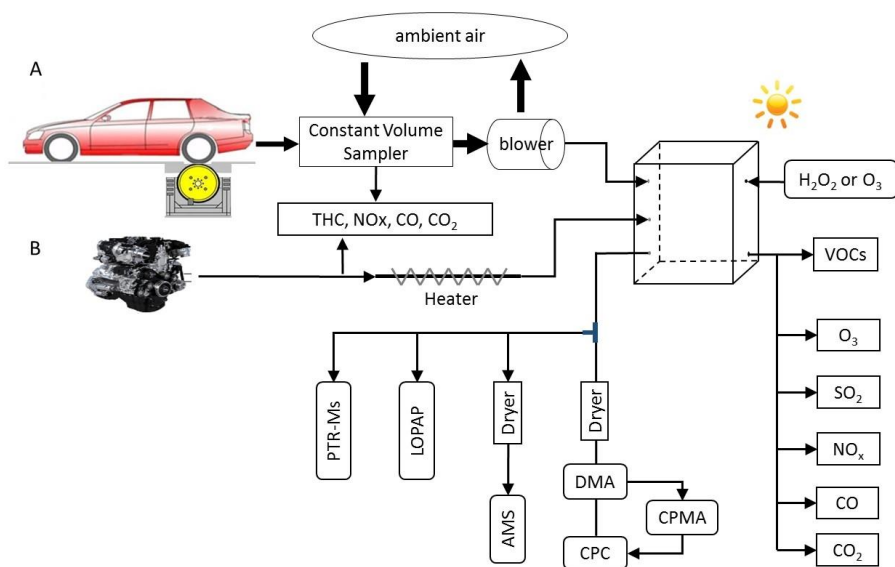 ambient air
A
Constant Volume
Sampler
blower
H₂O₂ or O₃
THC, NOx, CO, CO₂
B
VOCs
Heater
O₃
PTR-Ms
LOPAP
Dryer
Dryer
SO₂
NOₓ
DMA
AMS
CPMA
CO
CPC
CO₂